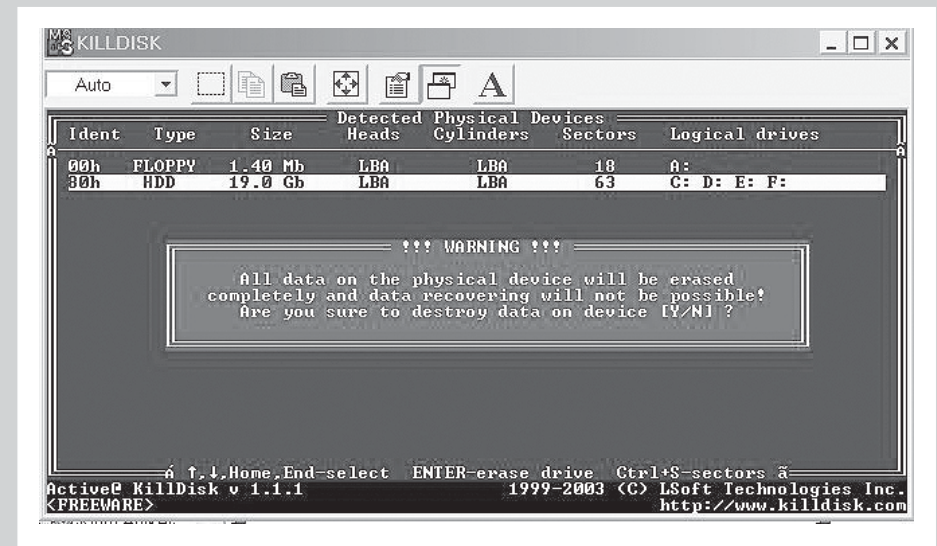 KILLDISK
Auto
A
Detected Physical Devices
Ident Type Size Heads Cylinders Sectors Logical drives
00h FLOPPY 1.40 Mb LBA LBA 18 A:
80h HDD 19.0 Gb LBA LBA 63 C: D: E: F:
!!! WARNING !!!
All data on the physical device will be erased
completely and data recovering will not be possible!
Are you sure to destroy data on device [Y/N] ?
↑,↓,Home,End-select ENTER-erase drive Ctrl+S-sectors
Active@ KillDisk v 1.1.1 1999-2003 (C) LSoft Technologies Inc.
<FREEWARE> http://www.killdisk.com